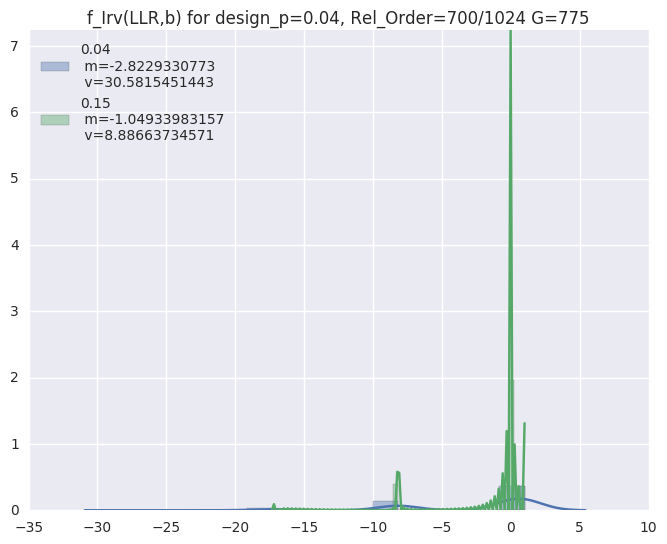 f_Irv(LLR,b) for design_p=0.04, Rel_Order=700/1024 G=775
0.04
m=-2.8229330773
v=30.5815451443
0.15
m=-1.04933983157
v=8.88663734571
7
6
5
4
3
2
1
0
−35 −30 −25 −20 −15 −10 −5 0 5 10